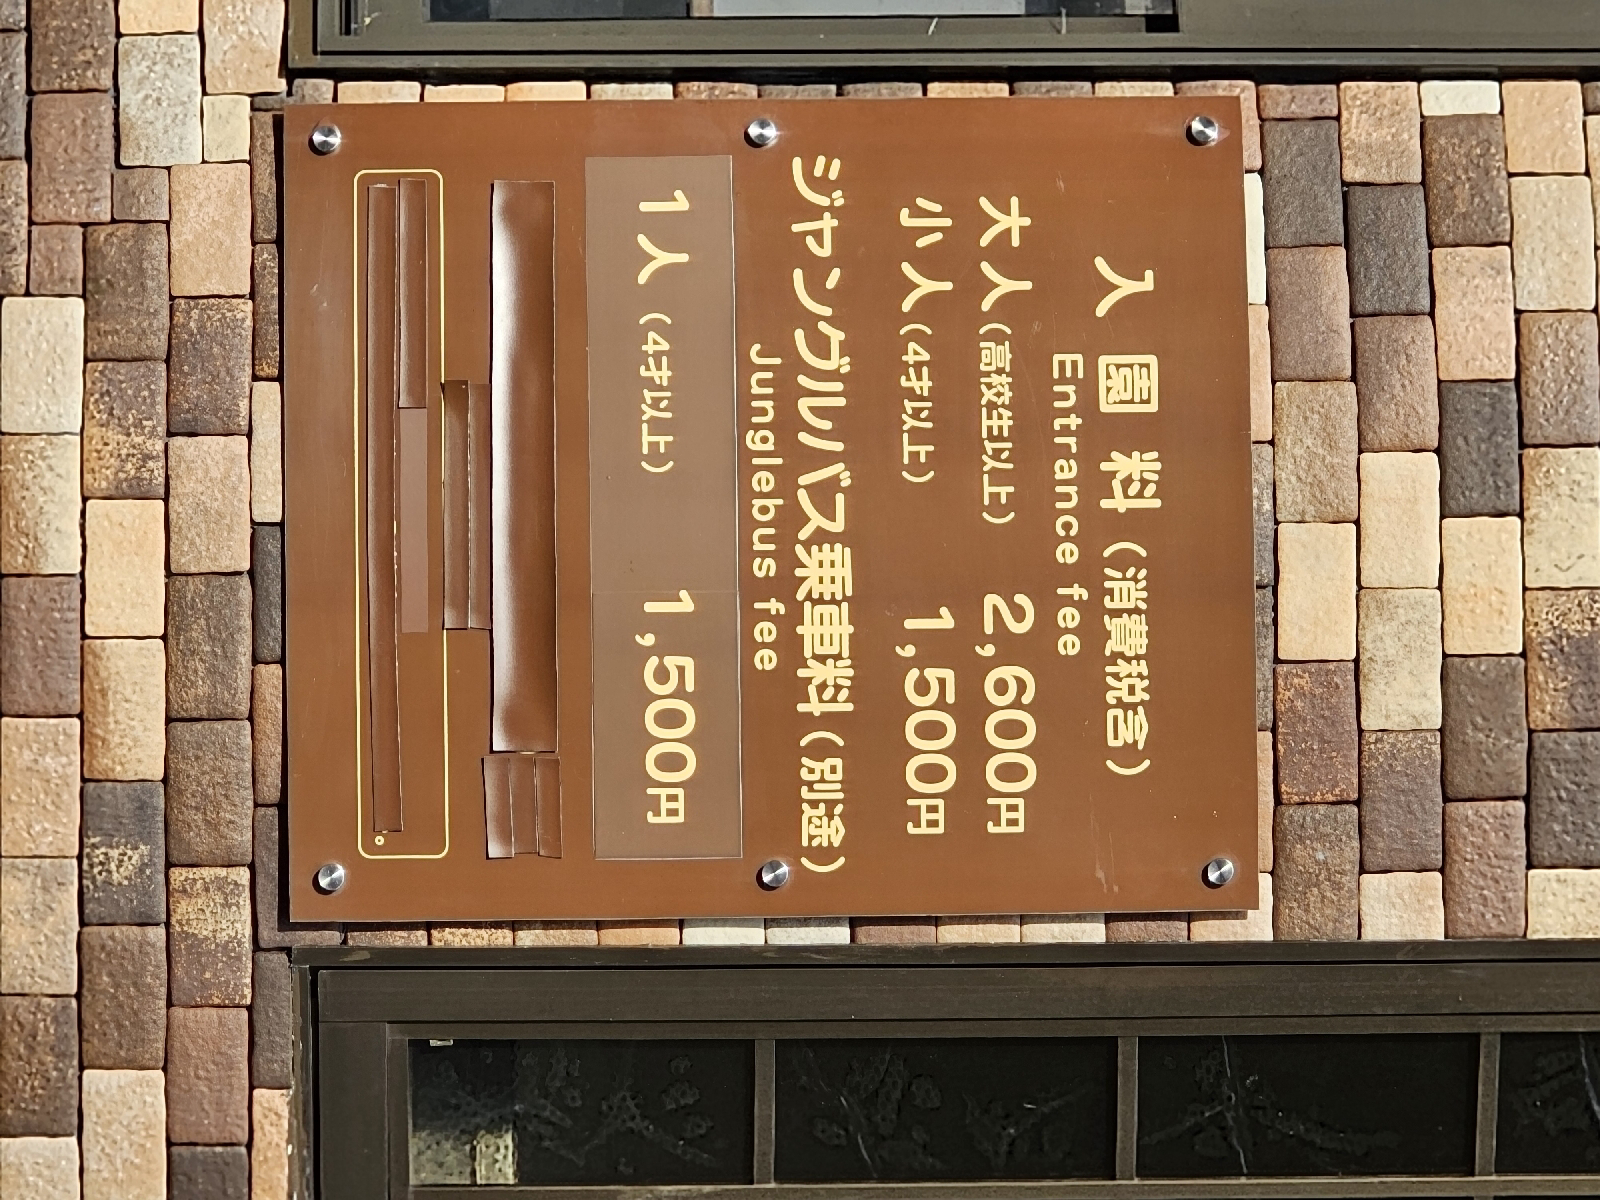 入園料（消費税含）
Entrance fee
大人（高校生以上） 2,600円
小人（4才以上） 1,500円
ジャングルバス乗車料（別途）
Junglebus fee
1人（4才以上） 1,500円
。